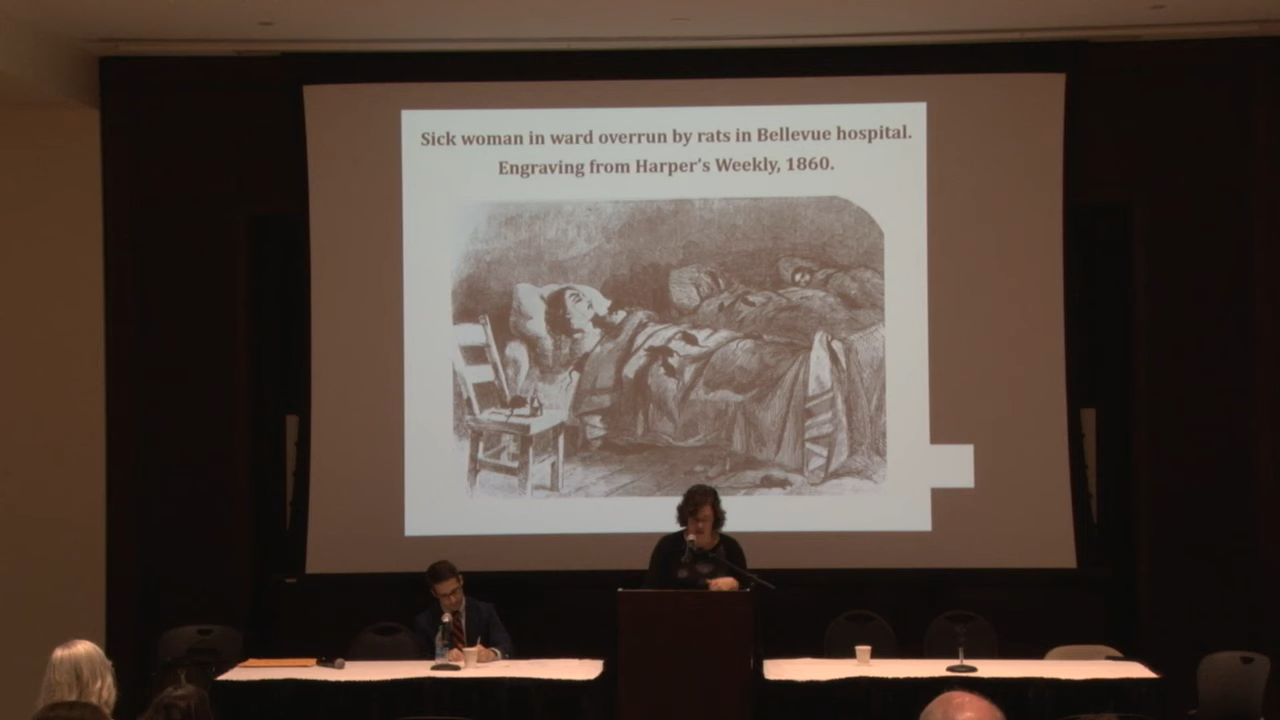 Sick woman in ward overrun by rats in Bellevue hospital.
Engraving from Harper's Weekly, 1860.